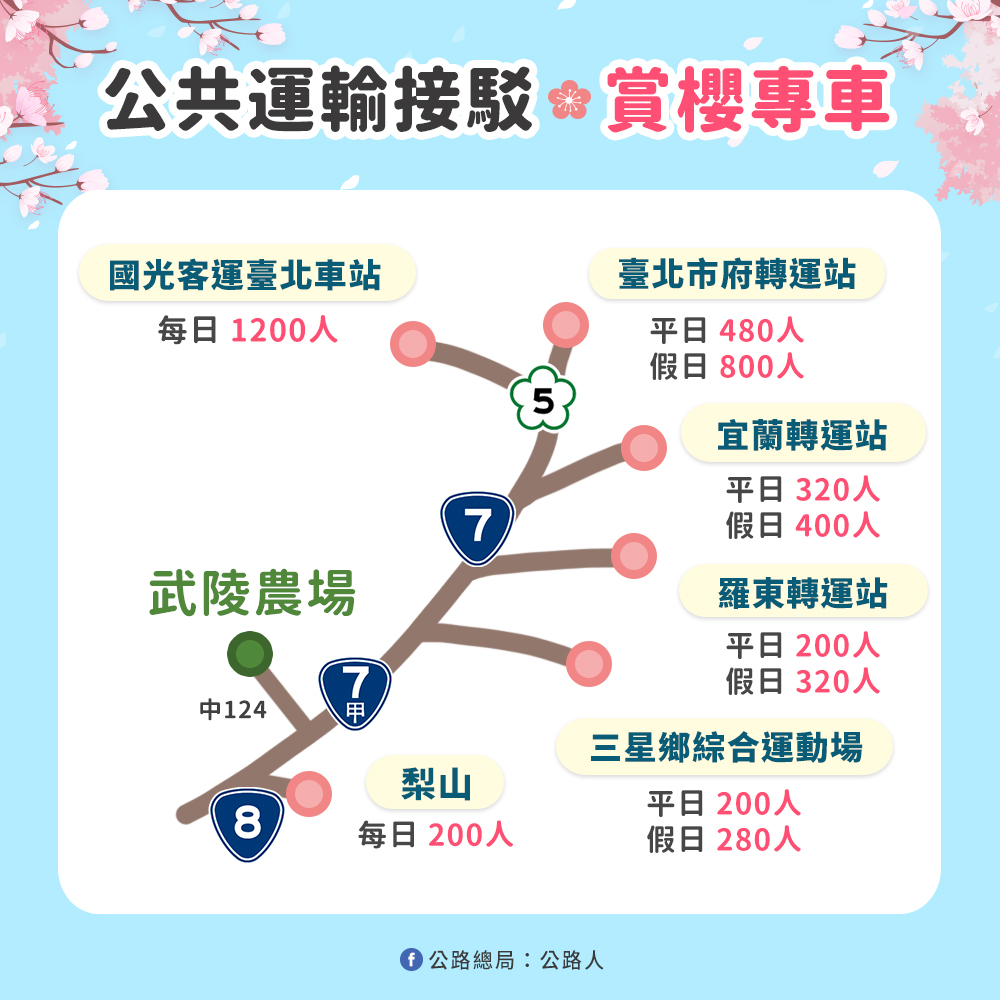 公共運輸接駁 賞櫻專車
國光客運臺北車站
每日 1200人
臺北市府轉運站
平日 480人
假日 800人
5
宜蘭轉運站
平日 320人
假日 400人
7
羅東轉運站
平日 200人
假日 320人
武陵農場
中124
7
甲
三星鄉綜合運動場
平日 200人
假日 280人
梨山
每日 200人
8
f 公路總局：公路人